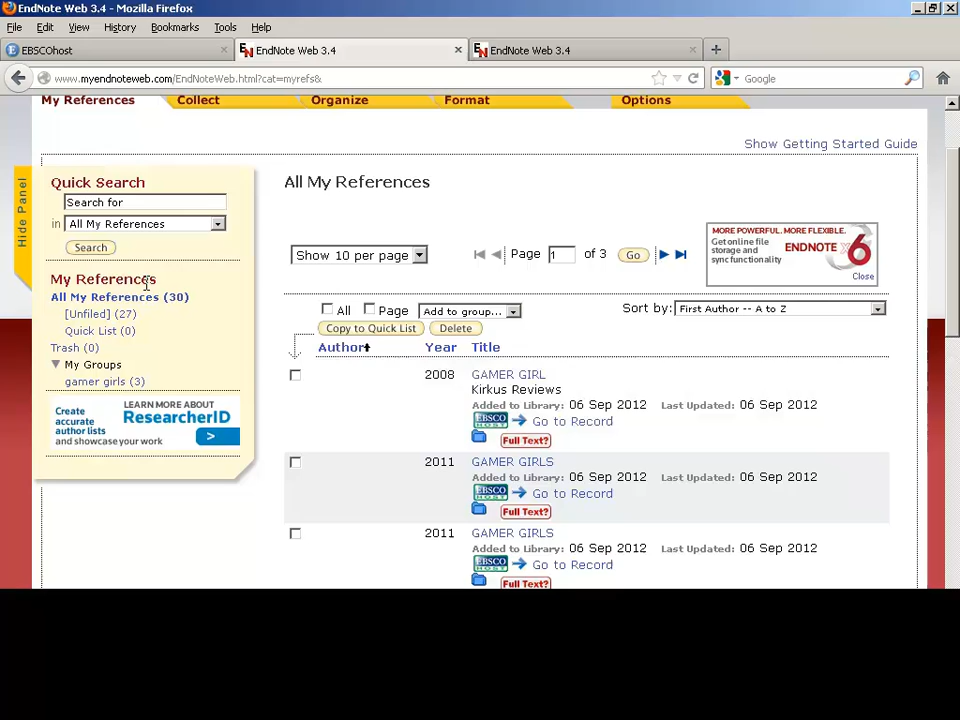 EndNote Web 3.4 - Mozilla Firefox
File Edit View History Bookmarks Tools Help
EBSCOhost × EndNote Web 3.4 × EndNote Web 3.4 × +
www.myendnoteweb.com/EndNoteWeb.html?cat=myrefs& Google
My References Collect Organize Format Options
Show Getting Started Guide
Hide Panel
Quick Search
Search for
in All My References
Search
My References
All My References (30)
[Unfiled] (27)
Quick List (0)
Trash (0)
My Groups
gamer girls (3)
Create accurate author lists and showcase your work
LEARN MORE ABOUT
ResearcherID
>
All My References
Show 10 per page Page 1 of 3 Go
MORE POWERFUL. MORE FLEXIBLE.
Get online file storage and sync functionality
ENDNOTE x6
Close
All Page Add to group... Sort by: First Author -- A to Z
Copy to Quick List Delete
Author Year Title
2008 GAMER GIRL
Kirkus Reviews
Added to Library: 06 Sep 2012 Last Updated: 06 Sep 2012
EBSCO HOST Go to Record
Full Text?
2011 GAMER GIRLS
Added to Library: 06 Sep 2012 Last Updated: 06 Sep 2012
EBSCO HOST Go to Record
Full Text?
2011 GAMER GIRLS
Added to Library: 06 Sep 2012 Last Updated: 06 Sep 2012
EBSCO HOST Go to Record
Full Text?